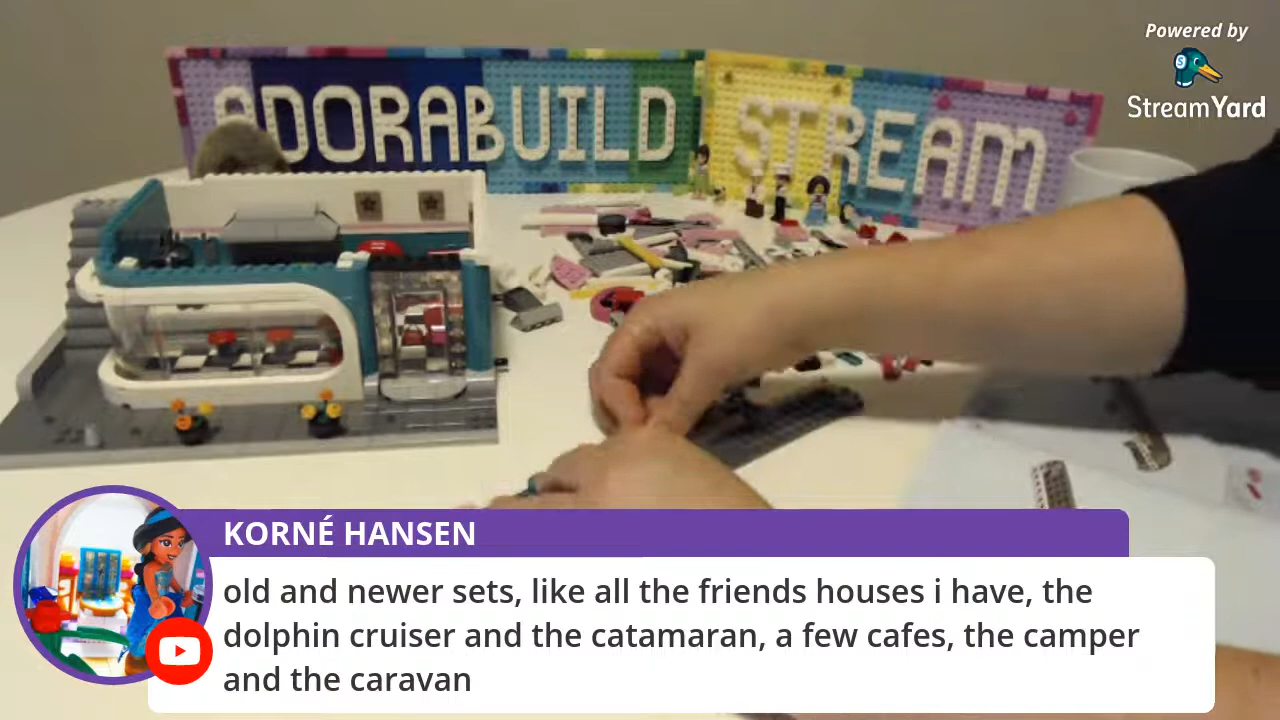 Powered by
StreamYard
ADORABUILD STREAM
KORNÉ HANSEN
old and newer sets, like all the friends houses i have, the
dolphin cruiser and the catamaran, a few cafes, the camper
and the caravan